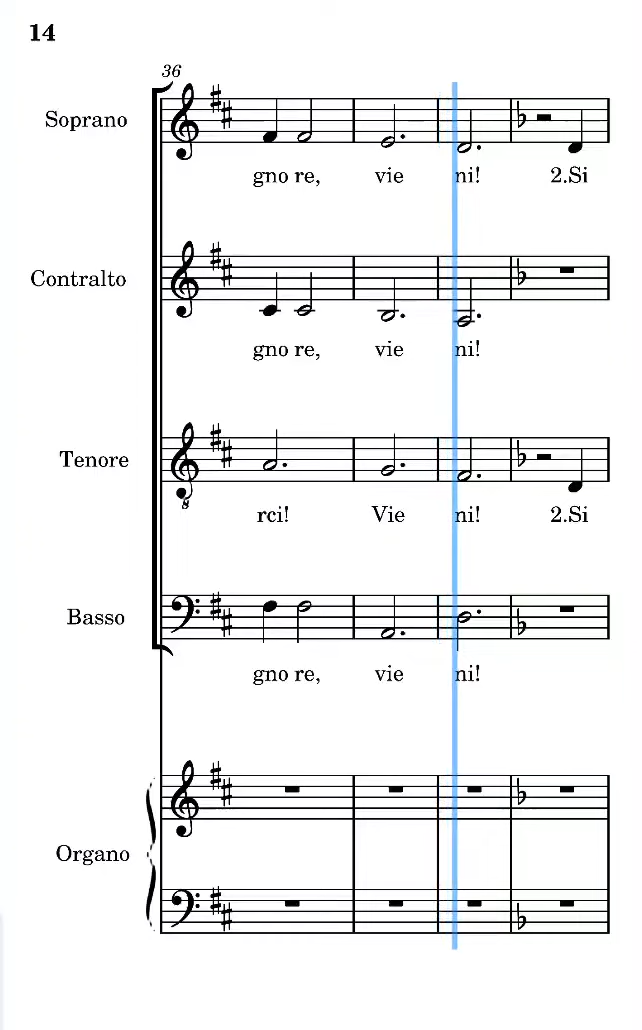 14
36
Soprano
gno re, vie ni! 2.Si
Contralto
gno re, vie ni!
Tenore
8
rci! Vie ni! 2.Si
Basso
gno re, vie ni!
Organo